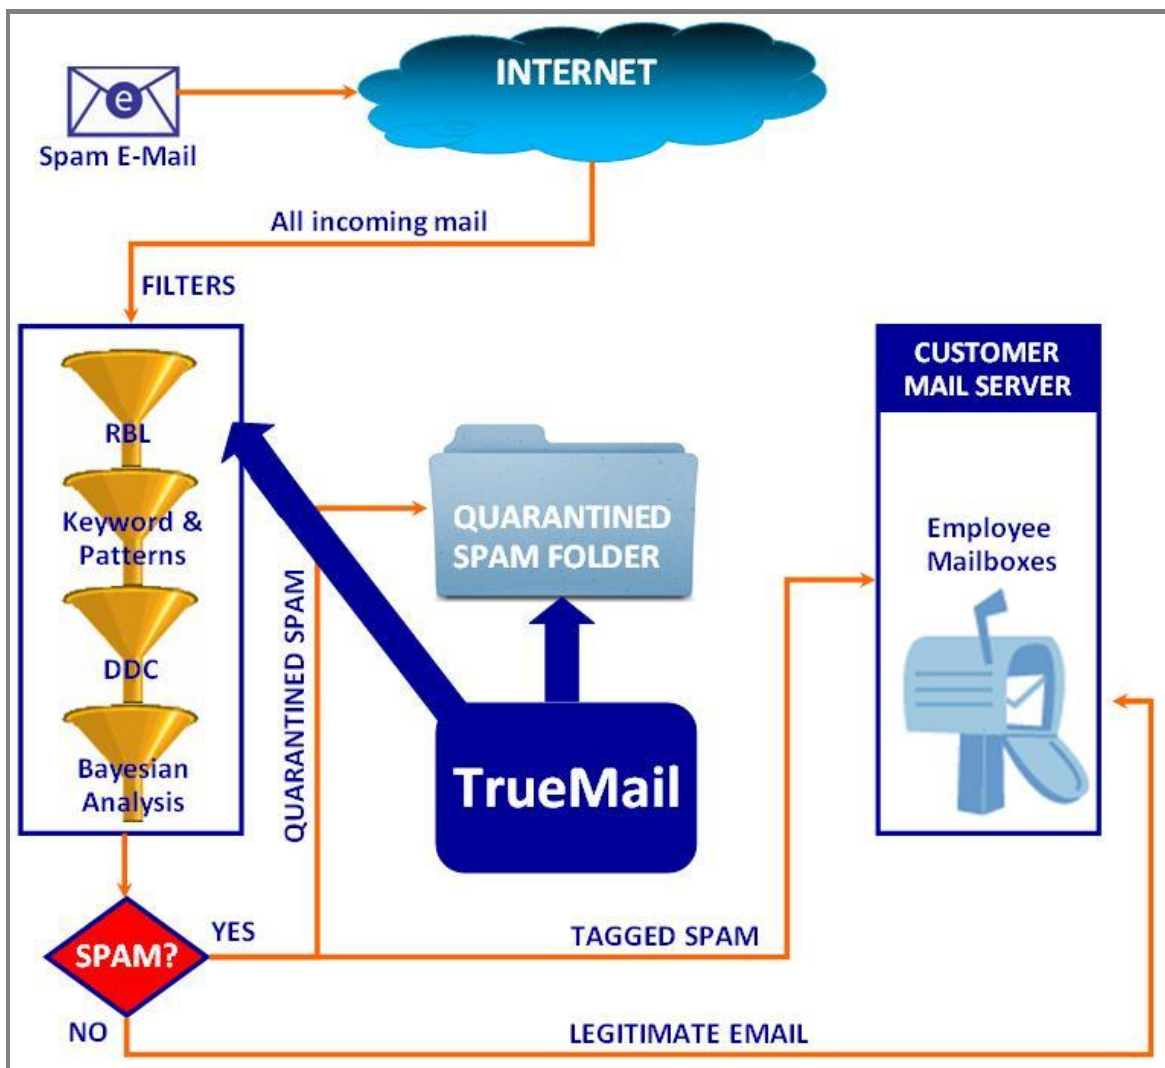 INTERNET
e
Spam E-Mail
All incoming mail
FILTERS
RBL
Keyword &
Patterns
DDC
Bayesian
Analysis
QUARANTINED
SPAM FOLDER
QUARANTINED SPAM
TrueMail
CUSTOMER
MAIL SERVER
Employee
Mailboxes
SPAM?
YES
TAGGED SPAM
NO
LEGITIMATE EMAIL